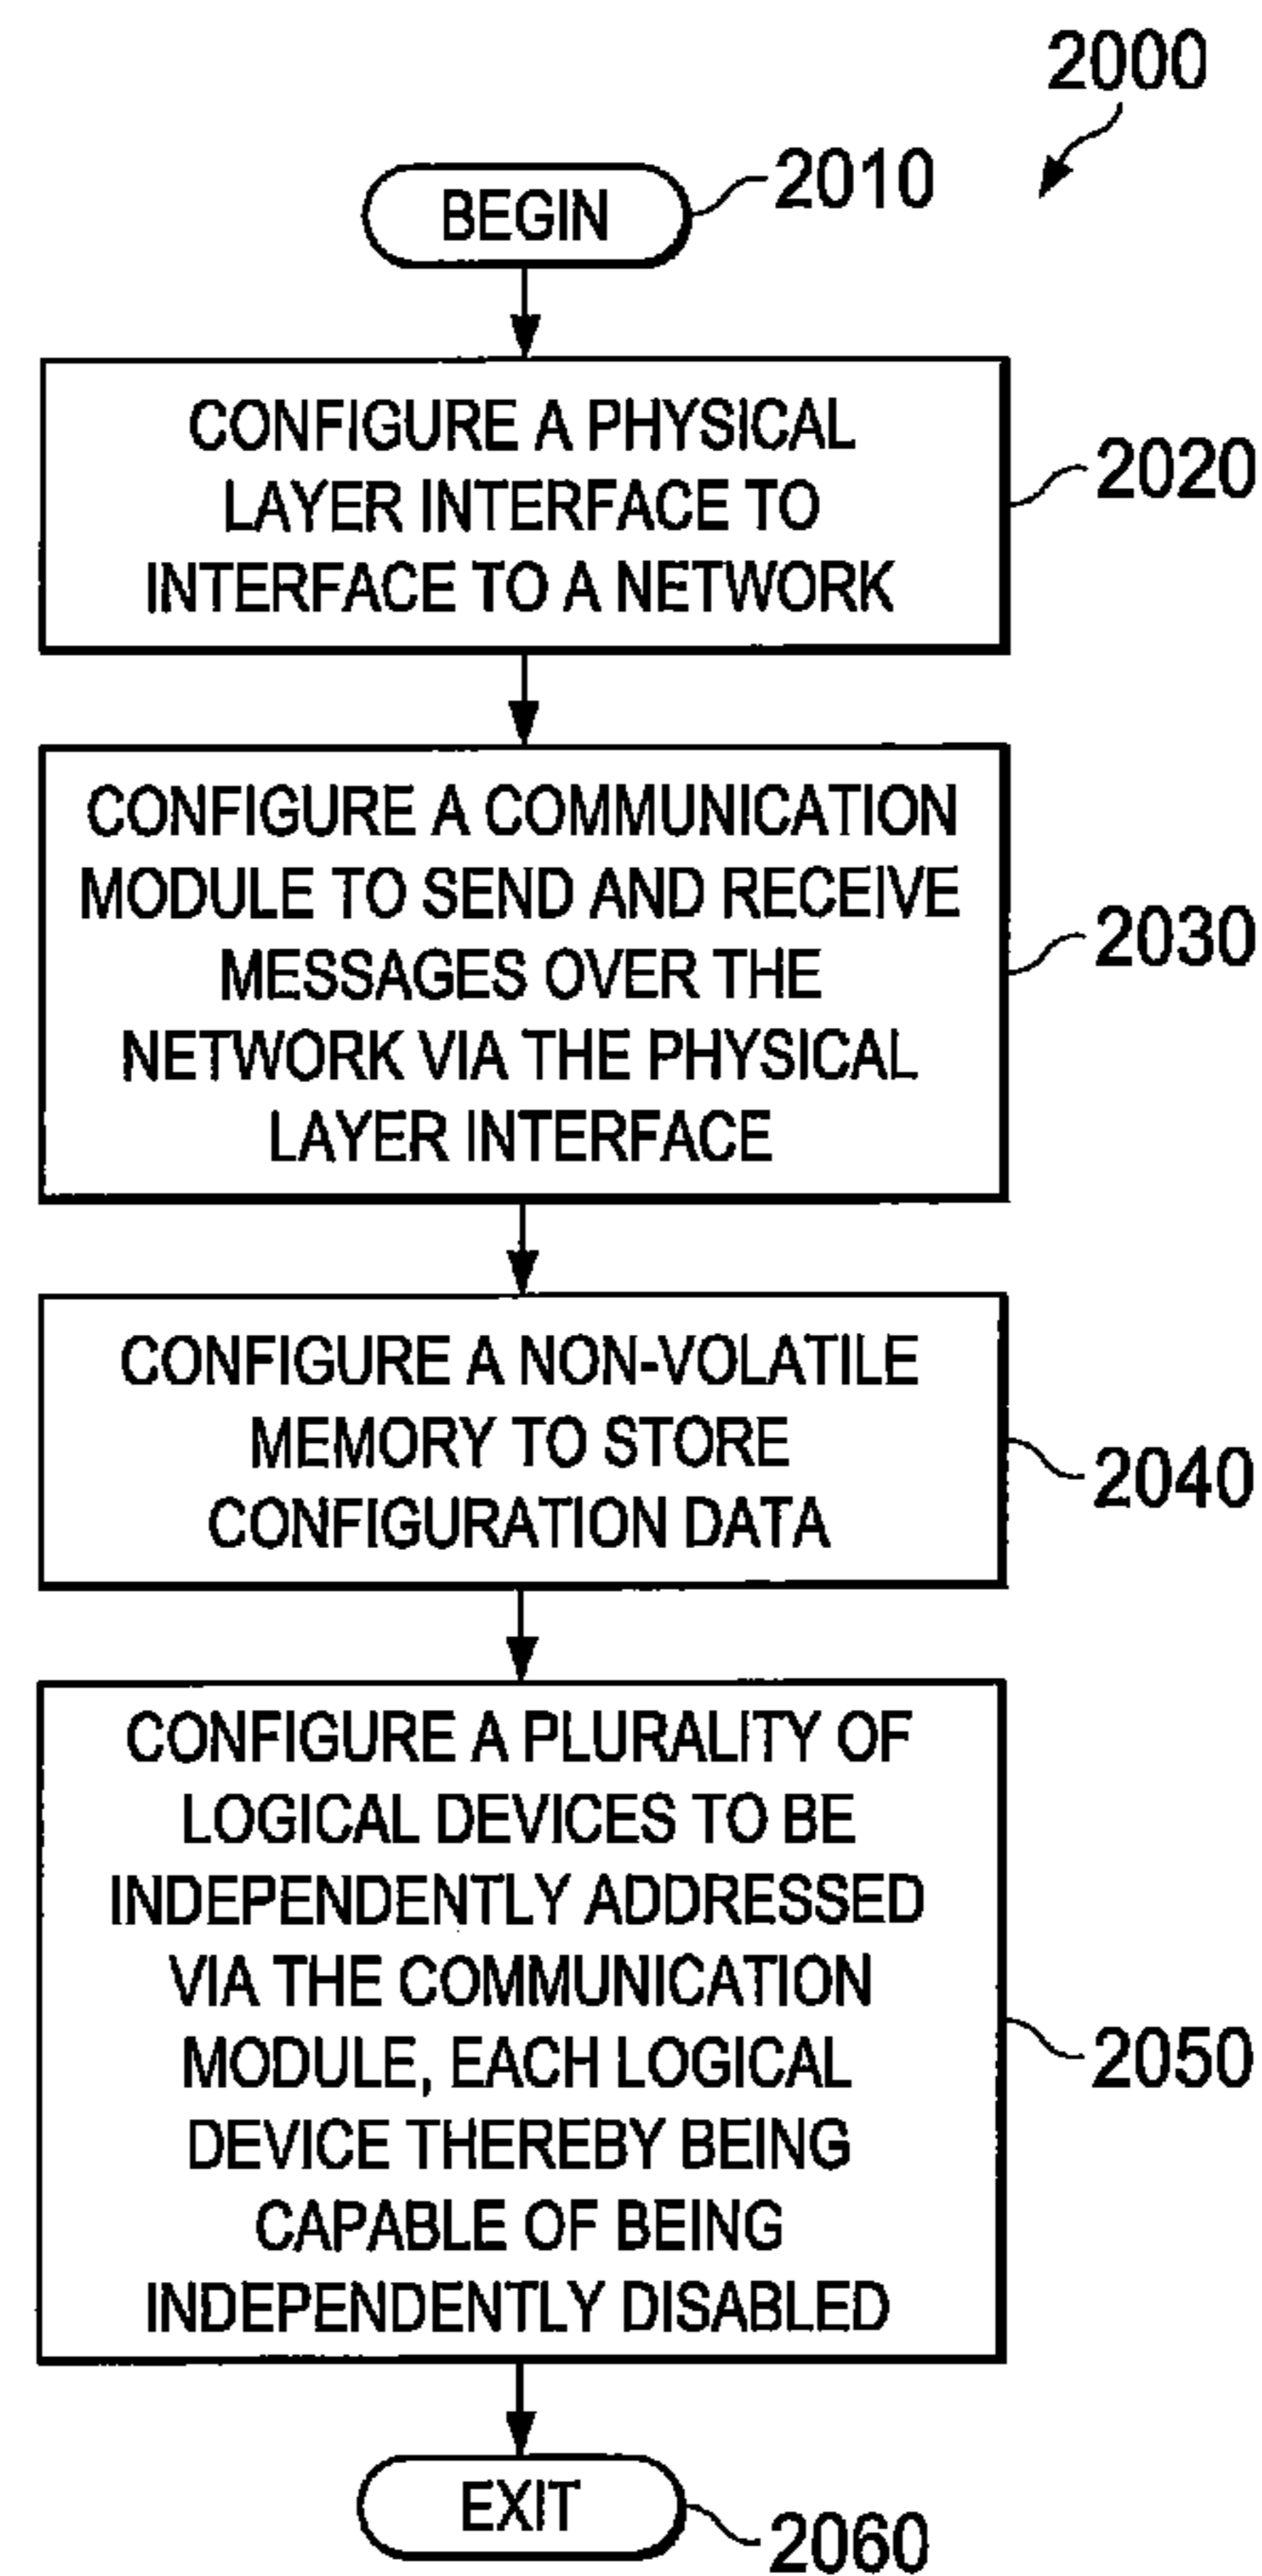 2000
BEGIN
2010
CONFIGURE A PHYSICAL
LAYER INTERFACE TO
INTERFACE TO A NETWORK
2020
CONFIGURE A COMMUNICATION
MODULE TO SEND AND RECEIVE
MESSAGES OVER THE
NETWORK VIA THE PHYSICAL
LAYER INTERFACE
2030
CONFIGURE A NON-VOLATILE
MEMORY TO STORE
CONFIGURATION DATA
2040
CONFIGURE A PLURALITY OF
LOGICAL DEVICES TO BE
INDEPENDENTLY ADDRESSED
VIA THE COMMUNICATION
MODULE, EACH LOGICAL
DEVICE THEREBY BEING
CAPABLE OF BEING
INDEPENDENTLY DISABLED
2050
EXIT
2060